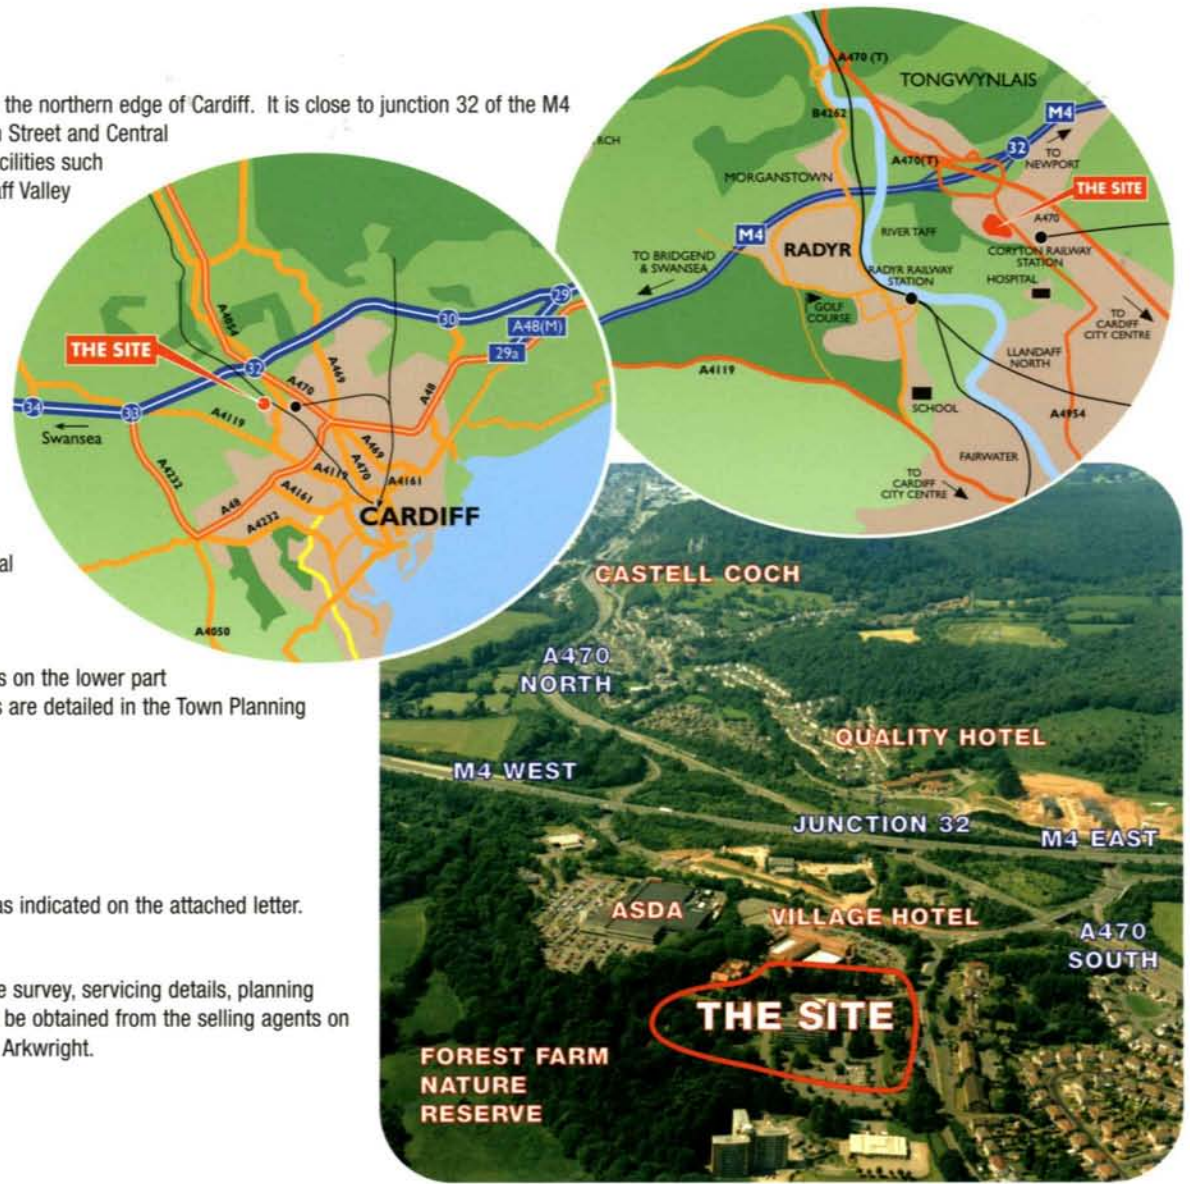 the northern edge of Cardiff. It is close to junction 32 of the M4
Street and Central
cilities such
aff Valley
THE SITE
A4054
32
A470
A469
30
29
A48(M)
29a
A48
34
33
Swansea
A4119
A4232
A48
A4119
A470
A469
A4161
A4161
A4232
CARDIFF
A4050
A470 (T)
TONGWYNLAIS
B4262
M4
32
TO
NEWPORT
RCH
A470(T)
MORGANSTOWN
THE SITE
M4
RIVER TAFF
A470
RADYR
CORYTON RAILWAY
STATION
TO BRIDGEND
& SWANSEA
RADYR RAILWAY
STATION
HOSPITAL
GOLF
COURSE
TO
CARDIFF
CITY CENTRE
LLANDAFF
NORTH
A4119
SCHOOL
A4954
FAIRWATER
TO
CARDIFF
CITY CENTRE
al
s on the lower part
s are detailed in the Town Planning
as indicated on the attached letter.
e survey, servicing details, planning
be obtained from the selling agents on
Arkwright.
CASTELL COCH
A470
NORTH
QUALITY HOTEL
M4 WEST
JUNCTION 32
M4 EAST
ASDA
VILLAGE HOTEL
A470
SOUTH
THE SITE
FOREST FARM
NATURE
RESERVE